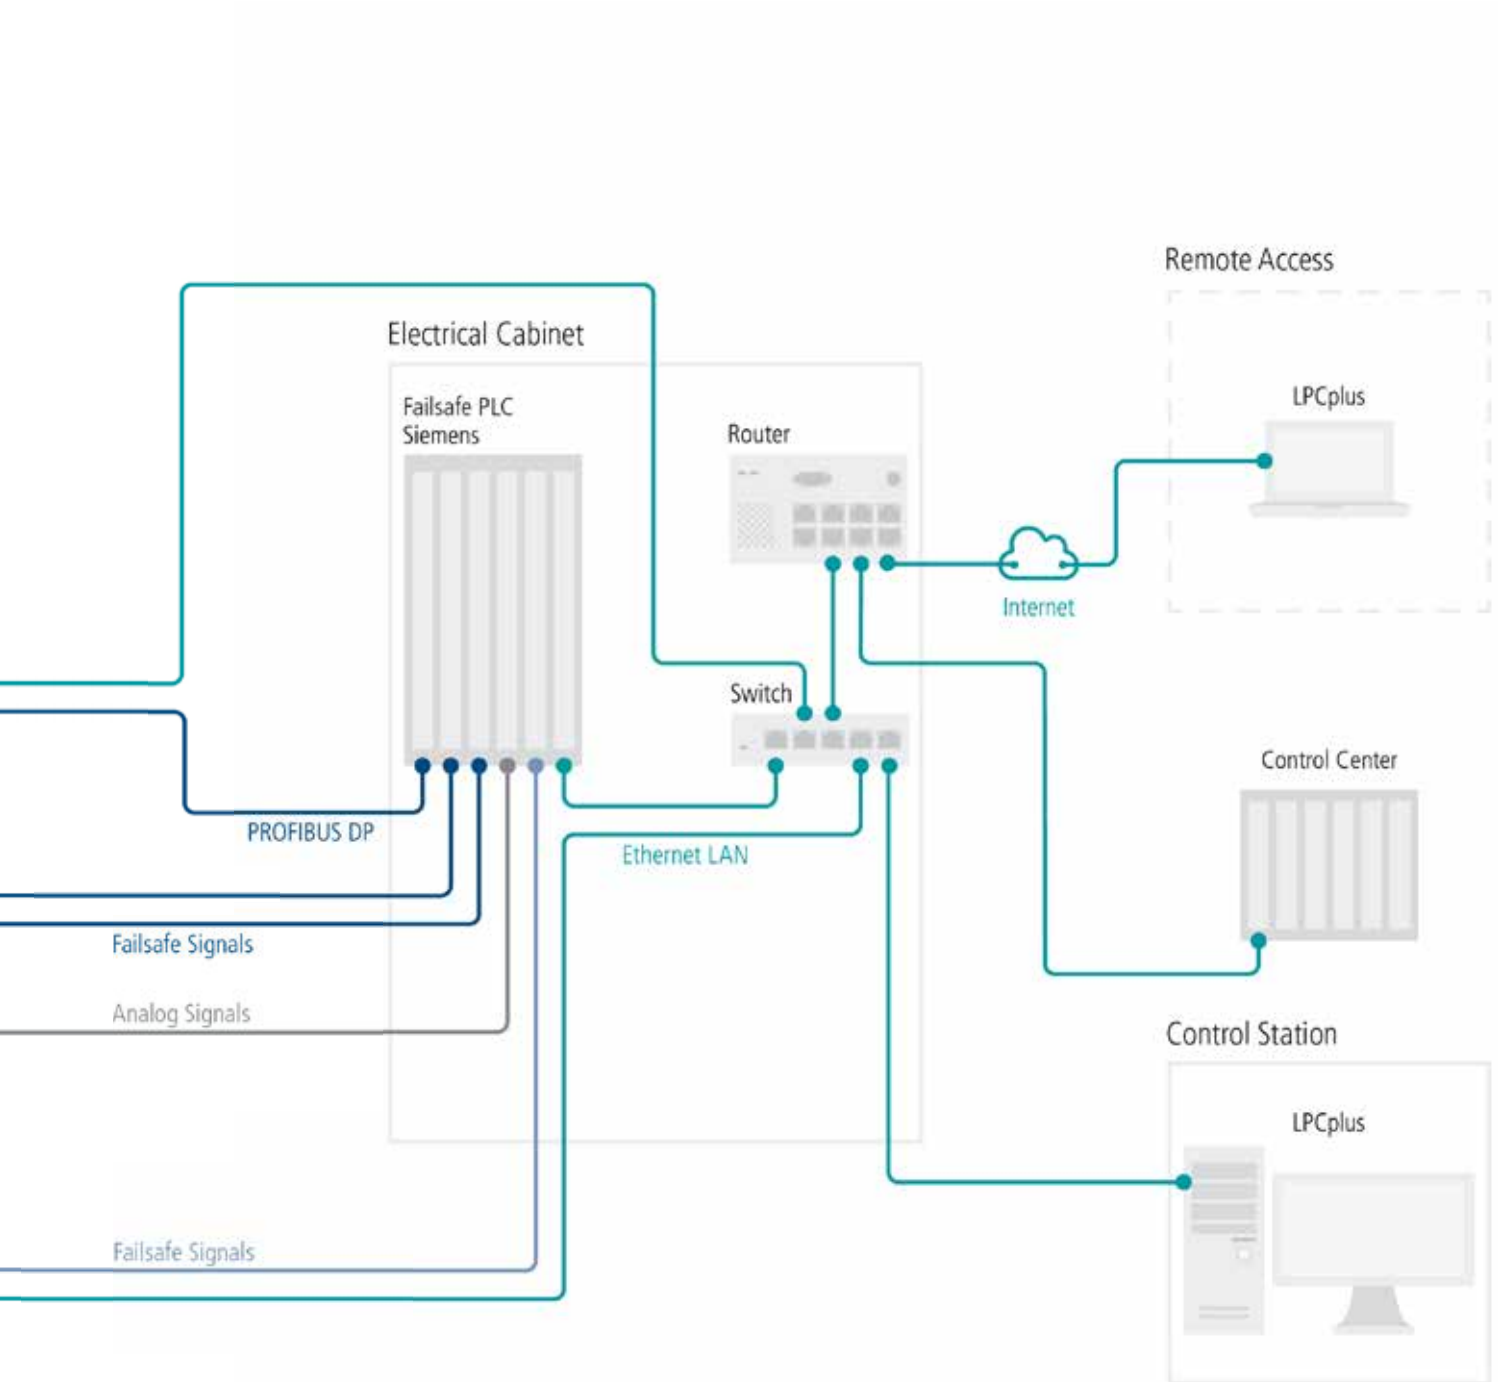 Remote Access
Electrical Cabinet
LPCplus
Failsafe PLC
Siemens
Router
Internet
Switch
Control Center
PROFIBUS DP
Ethernet LAN
Failsafe Signals
Analog Signals
Control Station
LPCplus
Failsafe Signals